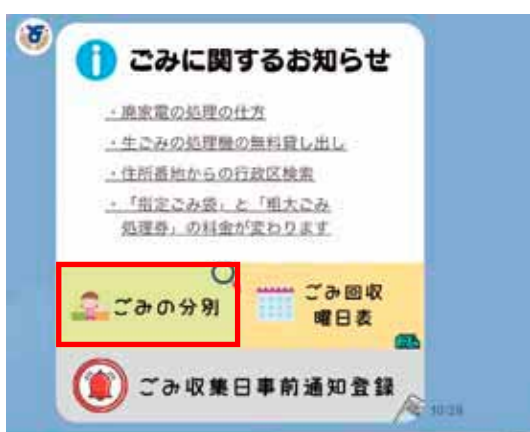 ごみに関するお知らせ
・廃家電の処理の仕方
・生ごみの処理機の無料貸し出し
・住所番地からの行政区検索
・「指定ごみ袋」と「粗大ごみ
処理券」の料金が変わります
ごみの分別
ごみ回収
曜日表
ごみ収集日事前通知登録
10:28